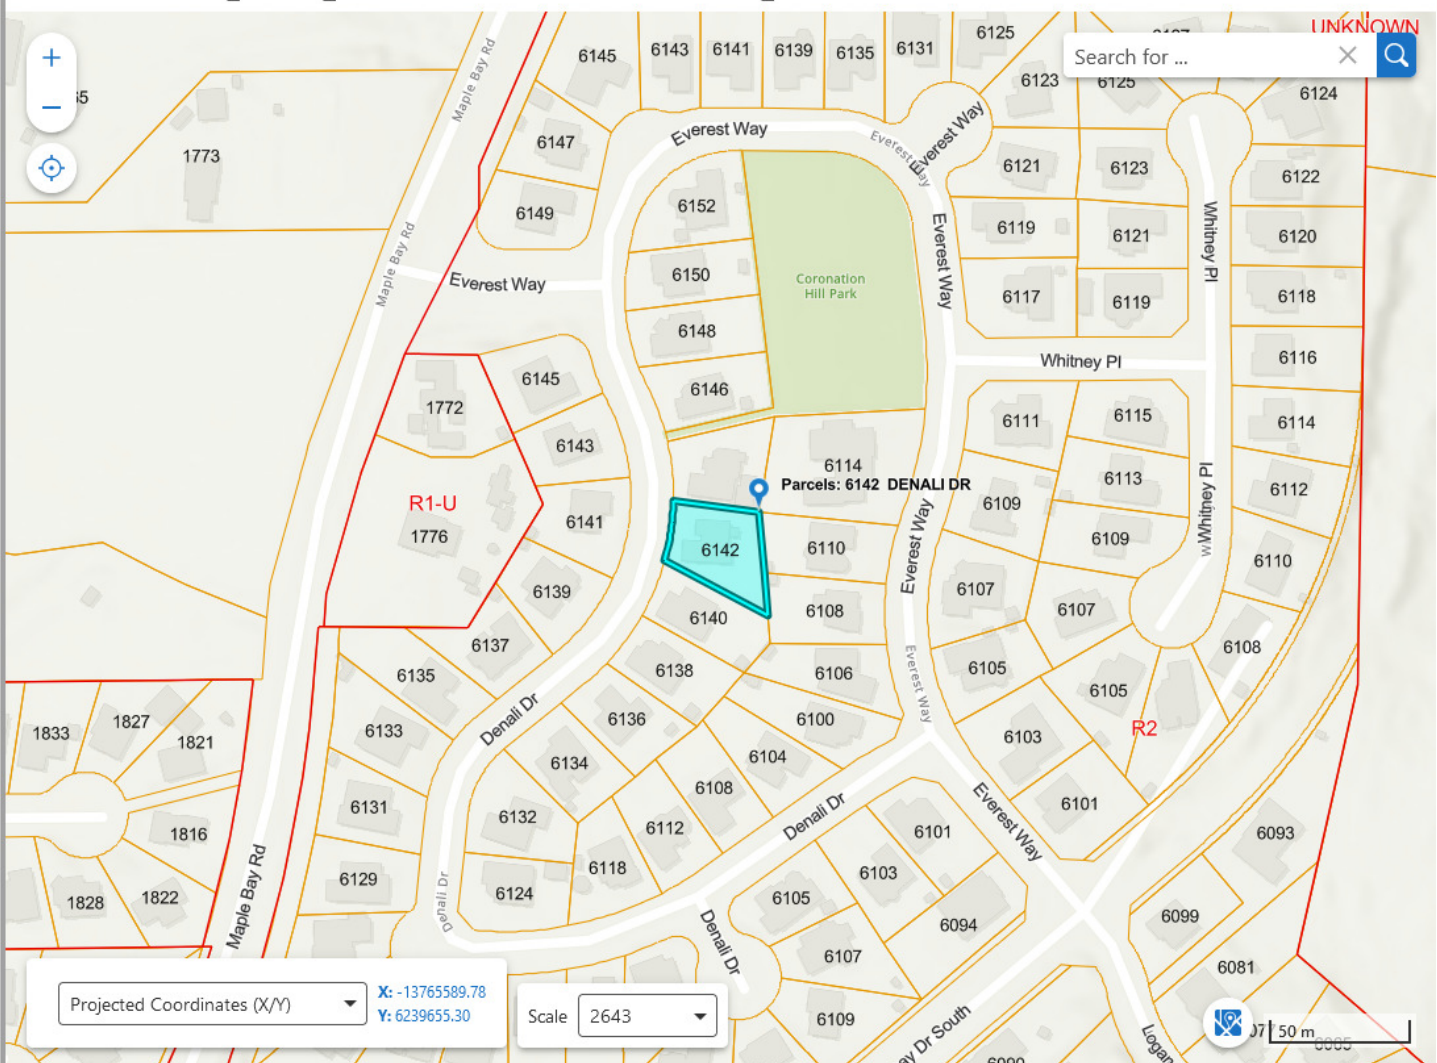 UNKNOWN
Search for ...
6125
6131
6135
6139
6141
6143
6145
Maple Bay Rd
6123
6125
6124
Everest Way
Everest Way
Everest Way
6147
1773
6121
6123
6122
6152
6149
6119
6121
6120
Whitney Pl
Everest Way
Maple Bay Rd
6150
Everest Way
Coronation
Hill Park
6117
6119
6118
6148
Whitney Pl
6116
6145
6146
1772
6143
6111
6115
6114
6114
Parcels: 6142 DENALI DR
R1-U
1776
6141
6109
6113
6112
Whitney Pl
6142
6110
Everest Way
6109
6110
6139
6107
6107
6140
6108
6108
6137
6135
6138
6106
Everest Way
6105
6105
R2
1833
1827
1821
6133
Denali Dr
6136
6100
6103
6134
6104
6101
6131
6132
6108
Denali Dr
Everest Way
6093
1816
6112
6101
6118
6103
6129
6124
1828
1822
Maple Bay Rd
Denali Dr
6105
6094
6099
Denali Dr
6107
6081
Projected Coordinates (X/Y)
X: -13765589.78
Y: 6239655.30
Scale
2643
6109
50 m